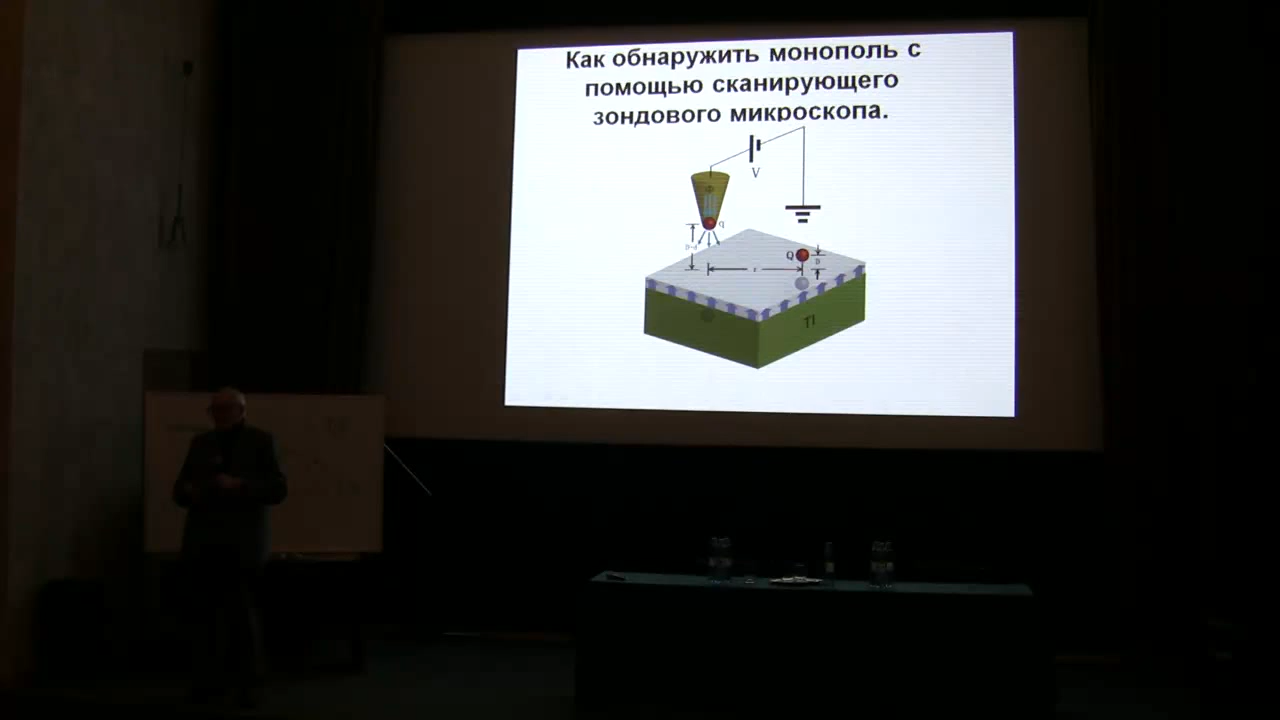 Как обнаружить монополь с
помощью сканирующего
зондового микроскопа.
V
q
Q
D
r
TI